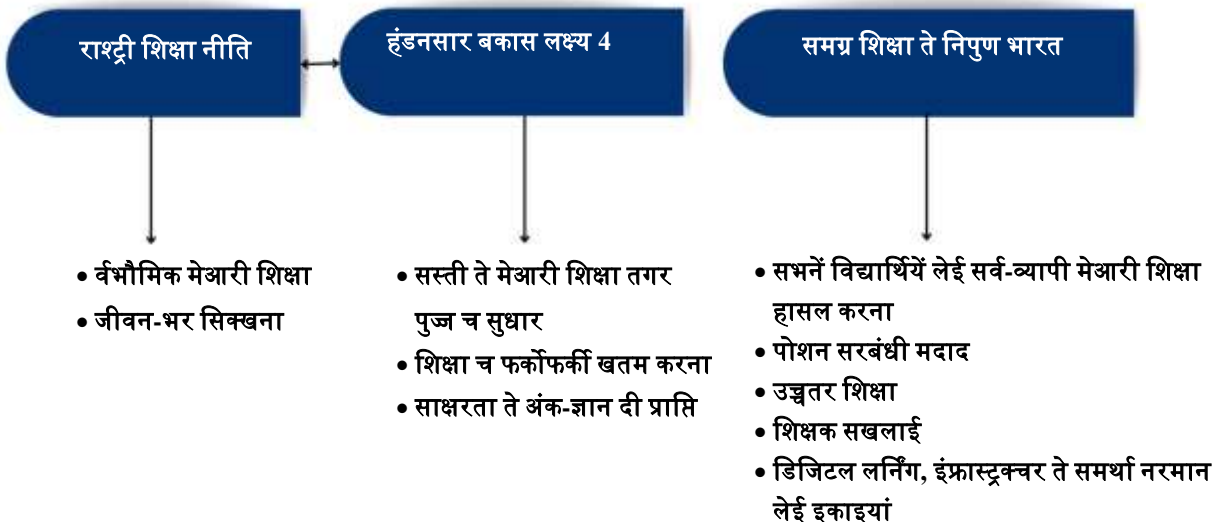 राश्ट्री शिक्षा नीति
हंडनसार बकास लक्ष्य 4
समग्र शिक्षा ते निपुण भारत
• र्वभौमिक मेआरी शिक्षा
• जीवन-भर सिक्खना
• सस्ती ते मेआरी शिक्षा तगर
पुज्ज च सुधार
• शिक्षा च फर्कोफर्की खतम करना
• साक्षरता ते अंक-ज्ञान दी प्राप्ति
• सभनें विद्यार्थियें लेई सर्व-व्यापी मेआरी शिक्षा
हासल करना
• पोशन सरबंधी मदाद
• उच्चतर शिक्षा
• शिक्षक सखलाई
• डिजिटल लर्निंग, इंफ्रास्ट्रक्चर ते समर्था नरमान
लेई इकाइयां